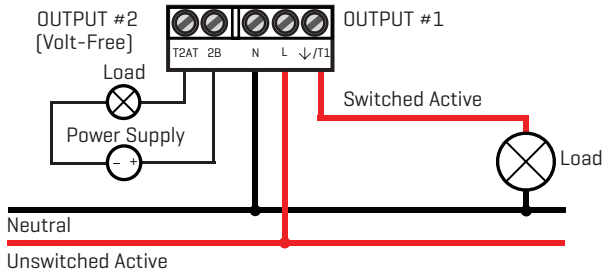 OUTPUT #2
(Volt-Free)
OUTPUT #1
T2AT 2B N L ↓/T1
Load
Switched Active
Power Supply
- +
Load
Neutral
Unswitched Active